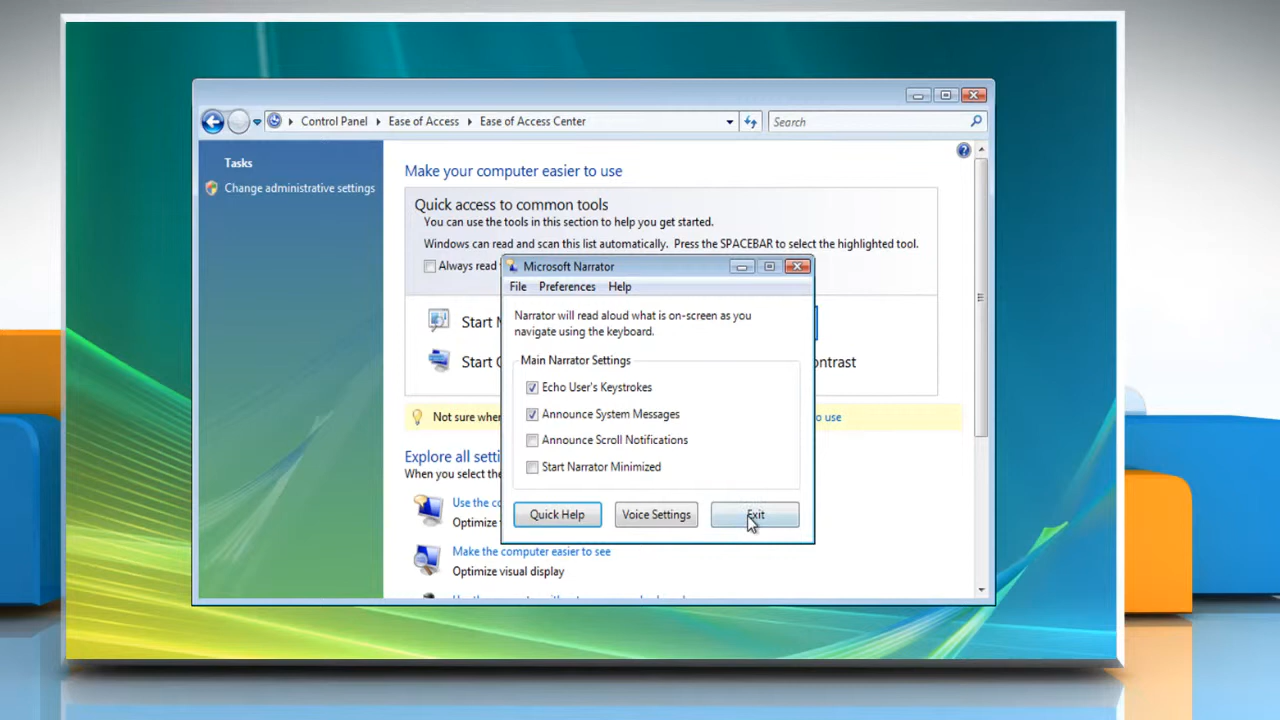 Control Panel Ease of Access Ease of Access Center
Search
Tasks
Change administrative settings
Make your computer easier to use
Quick access to common tools
You can use the tools in this section to help you get started.
Windows can read and scan this list automatically. Press the SPACEBAR to select the highlighted tool.
Always read
Start
Start
contrast
Not sure
to use
Explore all
When you select
Use the
Optimize
Make the computer easier to see
Optimize visual display
Microsoft Narrator
File Preferences Help
Narrator will read aloud what is on-screen as you
navigate using the keyboard.
Main Narrator Settings
Echo User's Keystrokes
Announce System Messages
Announce Scroll Notifications
Start Narrator Minimized
Quick Help Voice Settings Exit